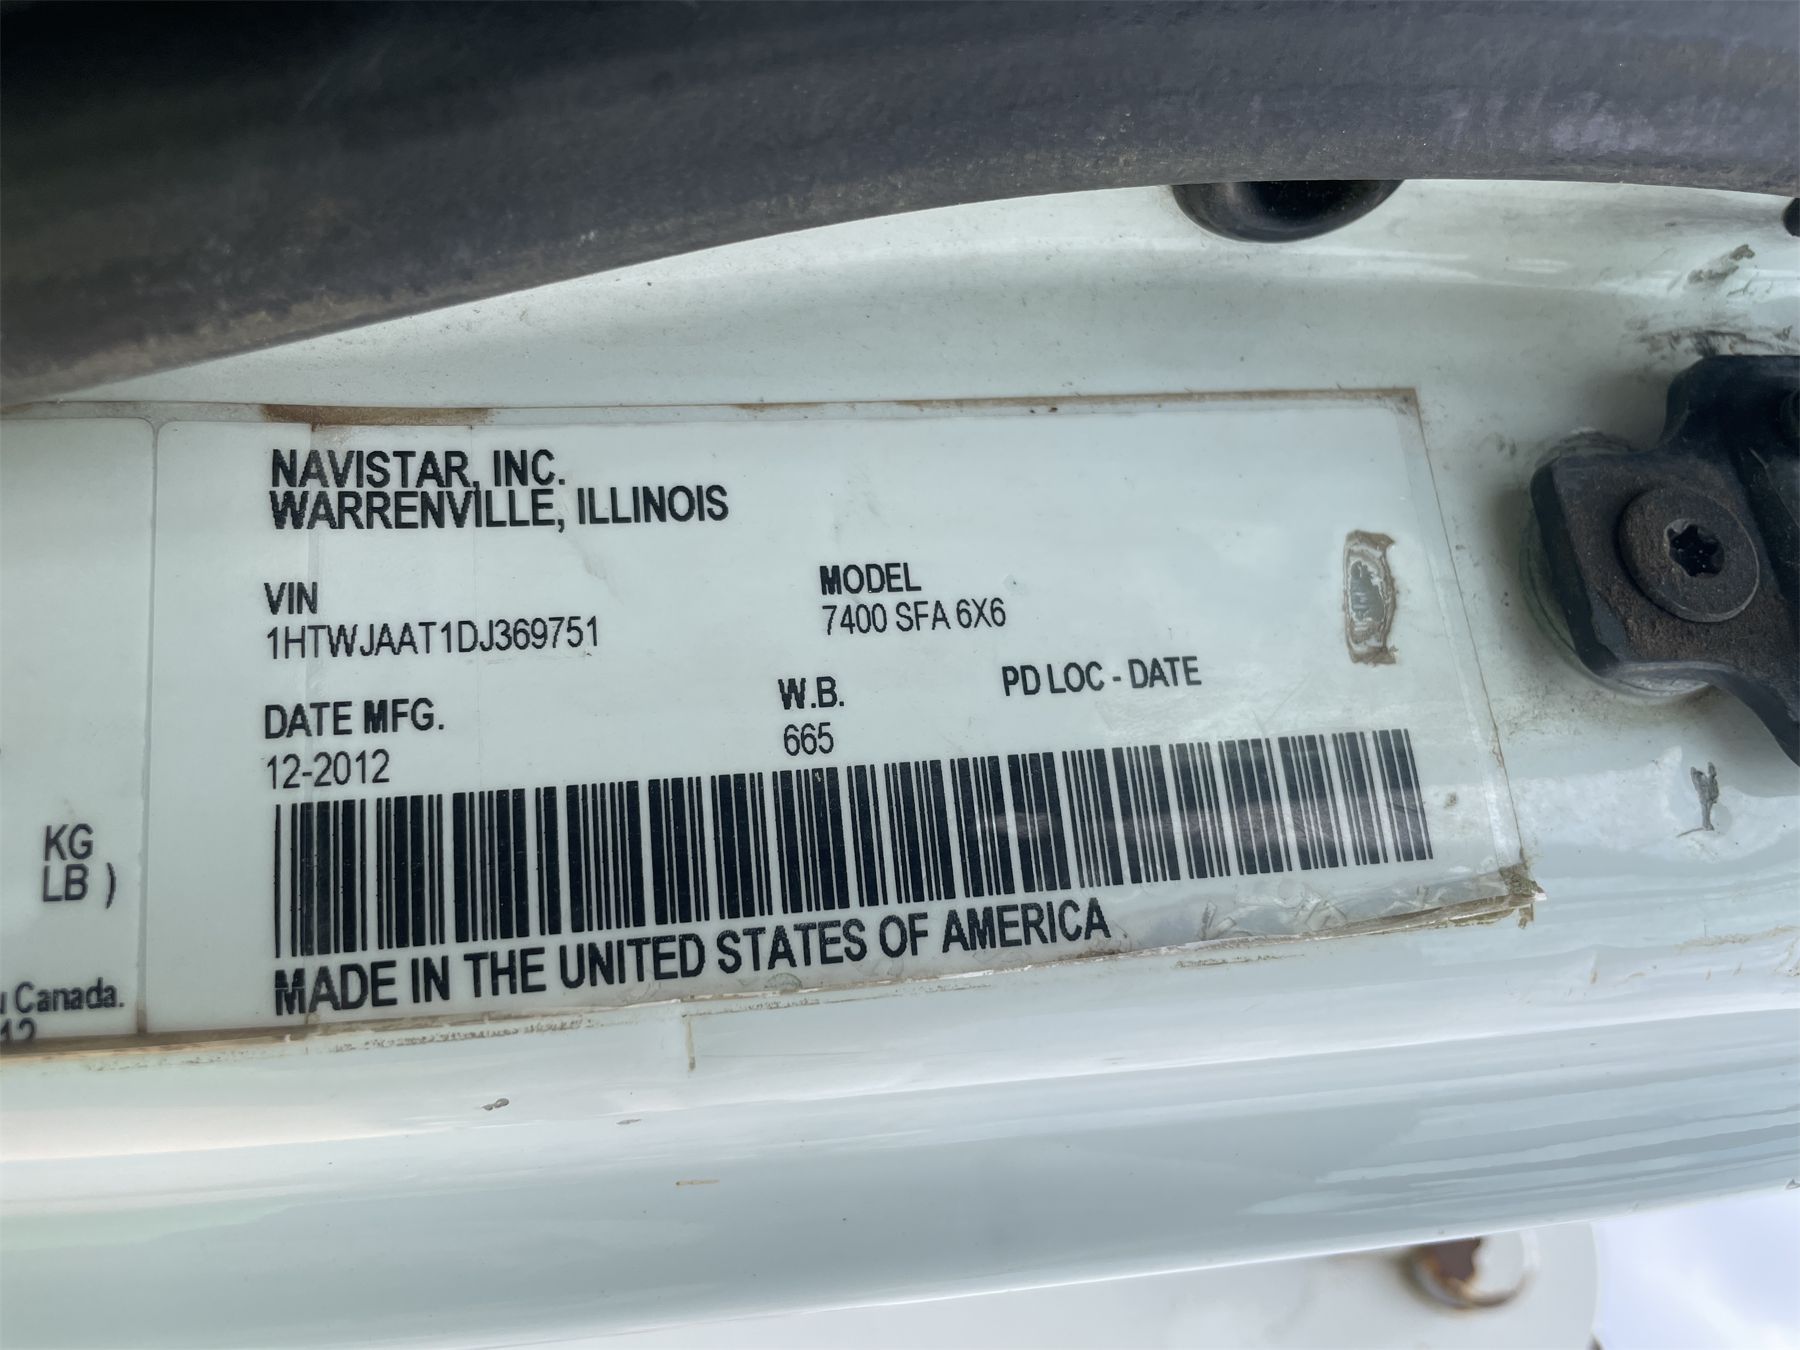 NAVISTAR, INC.
WARRENVILLE, ILLINOIS
VIN
1HTWJAAT1DJ369751
MODEL
7400 SFA 6X6
DATE MFG.
12-2012
W.B.
665
PD LOC - DATE
MADE IN THE UNITED STATES OF AMERICA
KG
LB )
Canada.